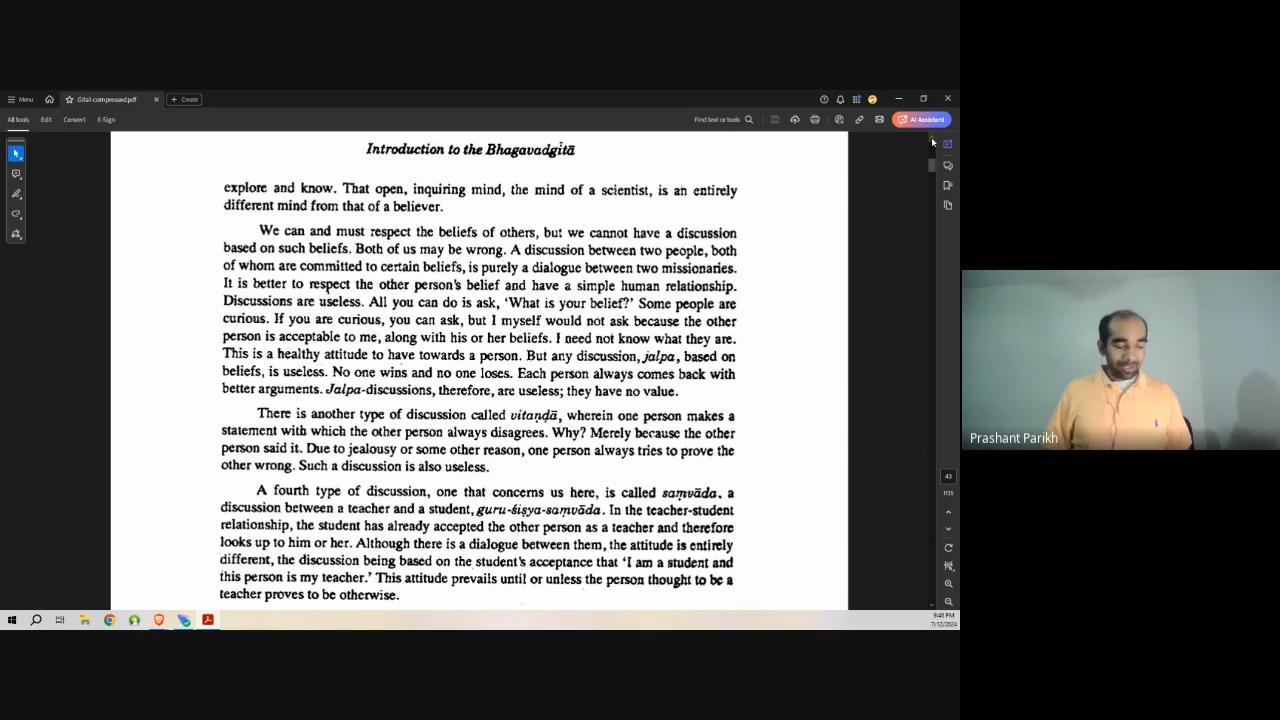 Menu
Gita1-compressed.pdf
Create
All tools
Edit
Convert
E-Sign
Find text or tools
AI Assistant
Introduction to the Bhagavadgītā
explore and know. That open, inquiring mind, the mind of a scientist, is an entirely
different mind from that of a believer.
We can and must respect the beliefs of others, but we cannot have a discussion
based on such beliefs. Both of us may be wrong. A discussion between two people, both
of whom are committed to certain beliefs, is purely a dialogue between two missionaries.
It is better to respect the other person's belief and have a simple human relationship.
Discussions are useless. All you can do is ask, 'What is your belief?' Some people are
curious. If you are curious, you can ask, but I myself would not ask because the other
person is acceptable to me, along with his or her beliefs. I need not know what they are.
This is a healthy attitude to have towards a person. But any discussion, jalpa, based on
beliefs, is useless. No one wins and no one loses. Each person always comes back with
better arguments. Jalpa-discussions, therefore, are useless; they have no value.
There is another type of discussion called vitaṇḍā, wherein one person makes a
statement with which the other person always disagrees. Why? Merely because the other
person said it. Due to jealousy or some other reason, one person always tries to prove the
other wrong. Such a discussion is also useless.
A fourth type of discussion, one that concerns us here, is called saṃvāda, a
discussion between a teacher and a student, guru-śiṣya-saṃvāda. In the teacher-student
relationship, the student has already accepted the other person as a teacher and therefore
looks up to him or her. Although there is a dialogue between them, the attitude is entirely
different, the discussion being based on the student's acceptance that 'I am a student and
this person is my teacher.' This attitude prevails until or unless the person thought to be a
teacher proves to be otherwise.
43
1135
9:48 PM
7/12/2024
Prashant Parikh